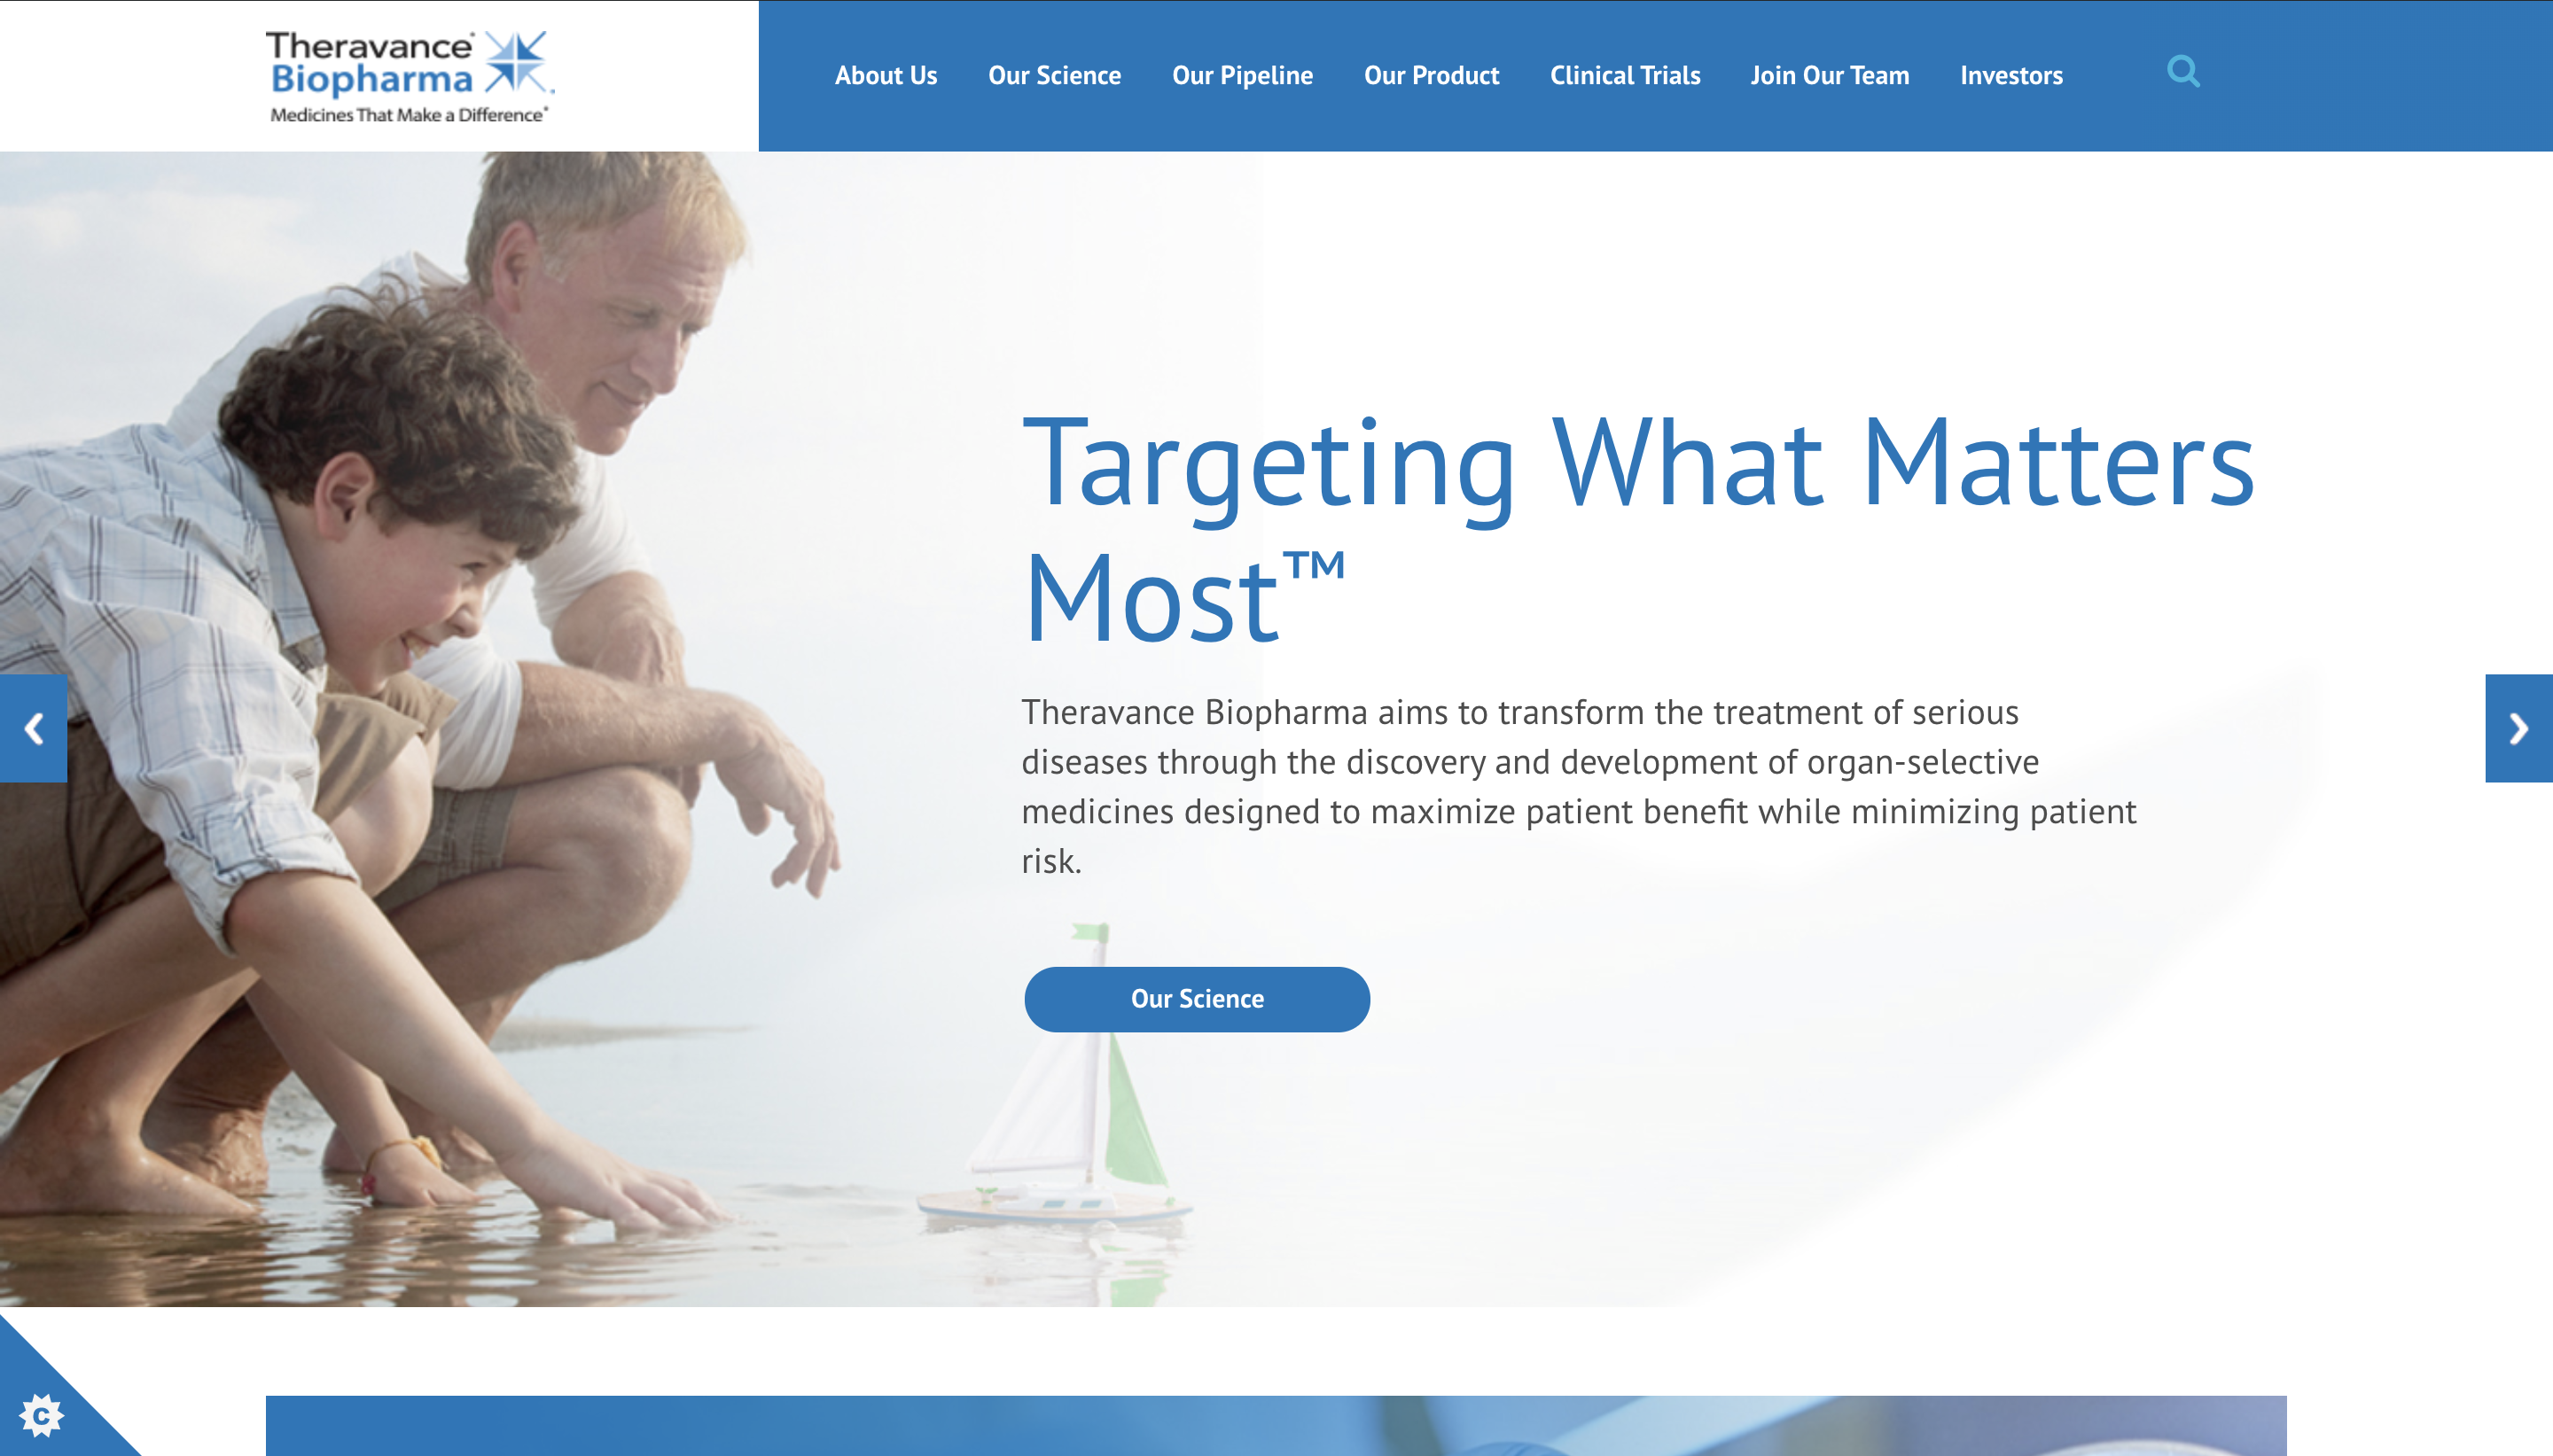 Theravance®
Biopharma
Medicines That Make a Difference®
About Us Our Science Our Pipeline Our Product Clinical Trials Join Our Team Investors
Targeting What Matters
Most™
Theravance Biopharma aims to transform the treatment of serious
diseases through the discovery and development of organ-selective
medicines designed to maximize patient benefit while minimizing patient
risk.
Our Science
C